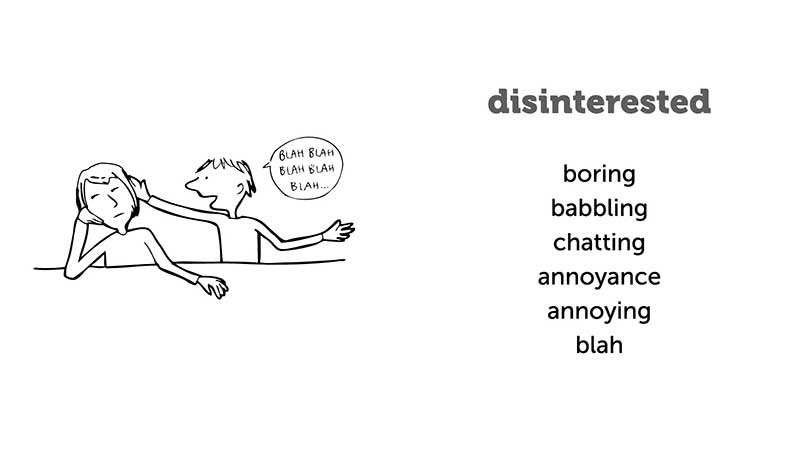 disinterested
BLAH BLAH
BLAH BLAH
BLAH...
boring
babbling
chatting
annoyance
annoying
blah